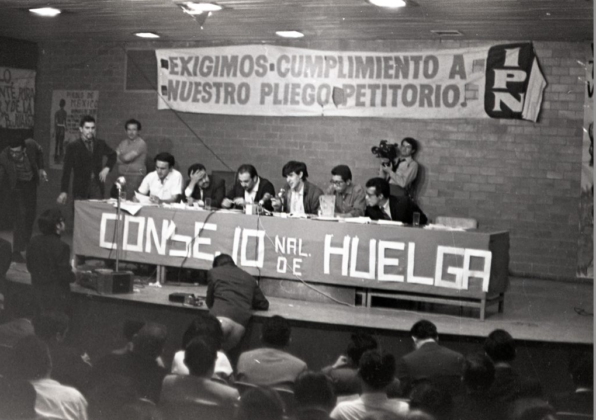 EXIGIMOS CUMPLIMIENTO A
NUESTRO PLIEGO PETITORIO.
IPN
CONSEJO NAL. DE HUELGA